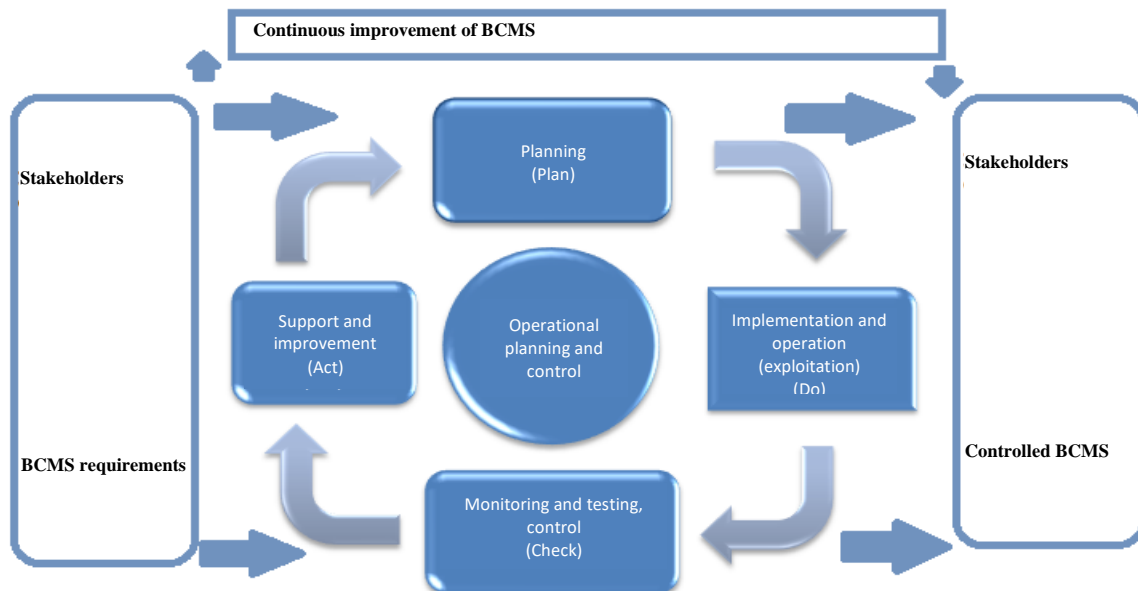 Continuous improvement of BCMS
Stakeholders
BCMS requirements
Planning
(Plan)
Support and
improvement
(Act)
Operational
planning and
control
Implementation and
operation
(exploitation)
(Do)
Monitoring and testing,
control
(Check)
Stakeholders
Controlled BCMS